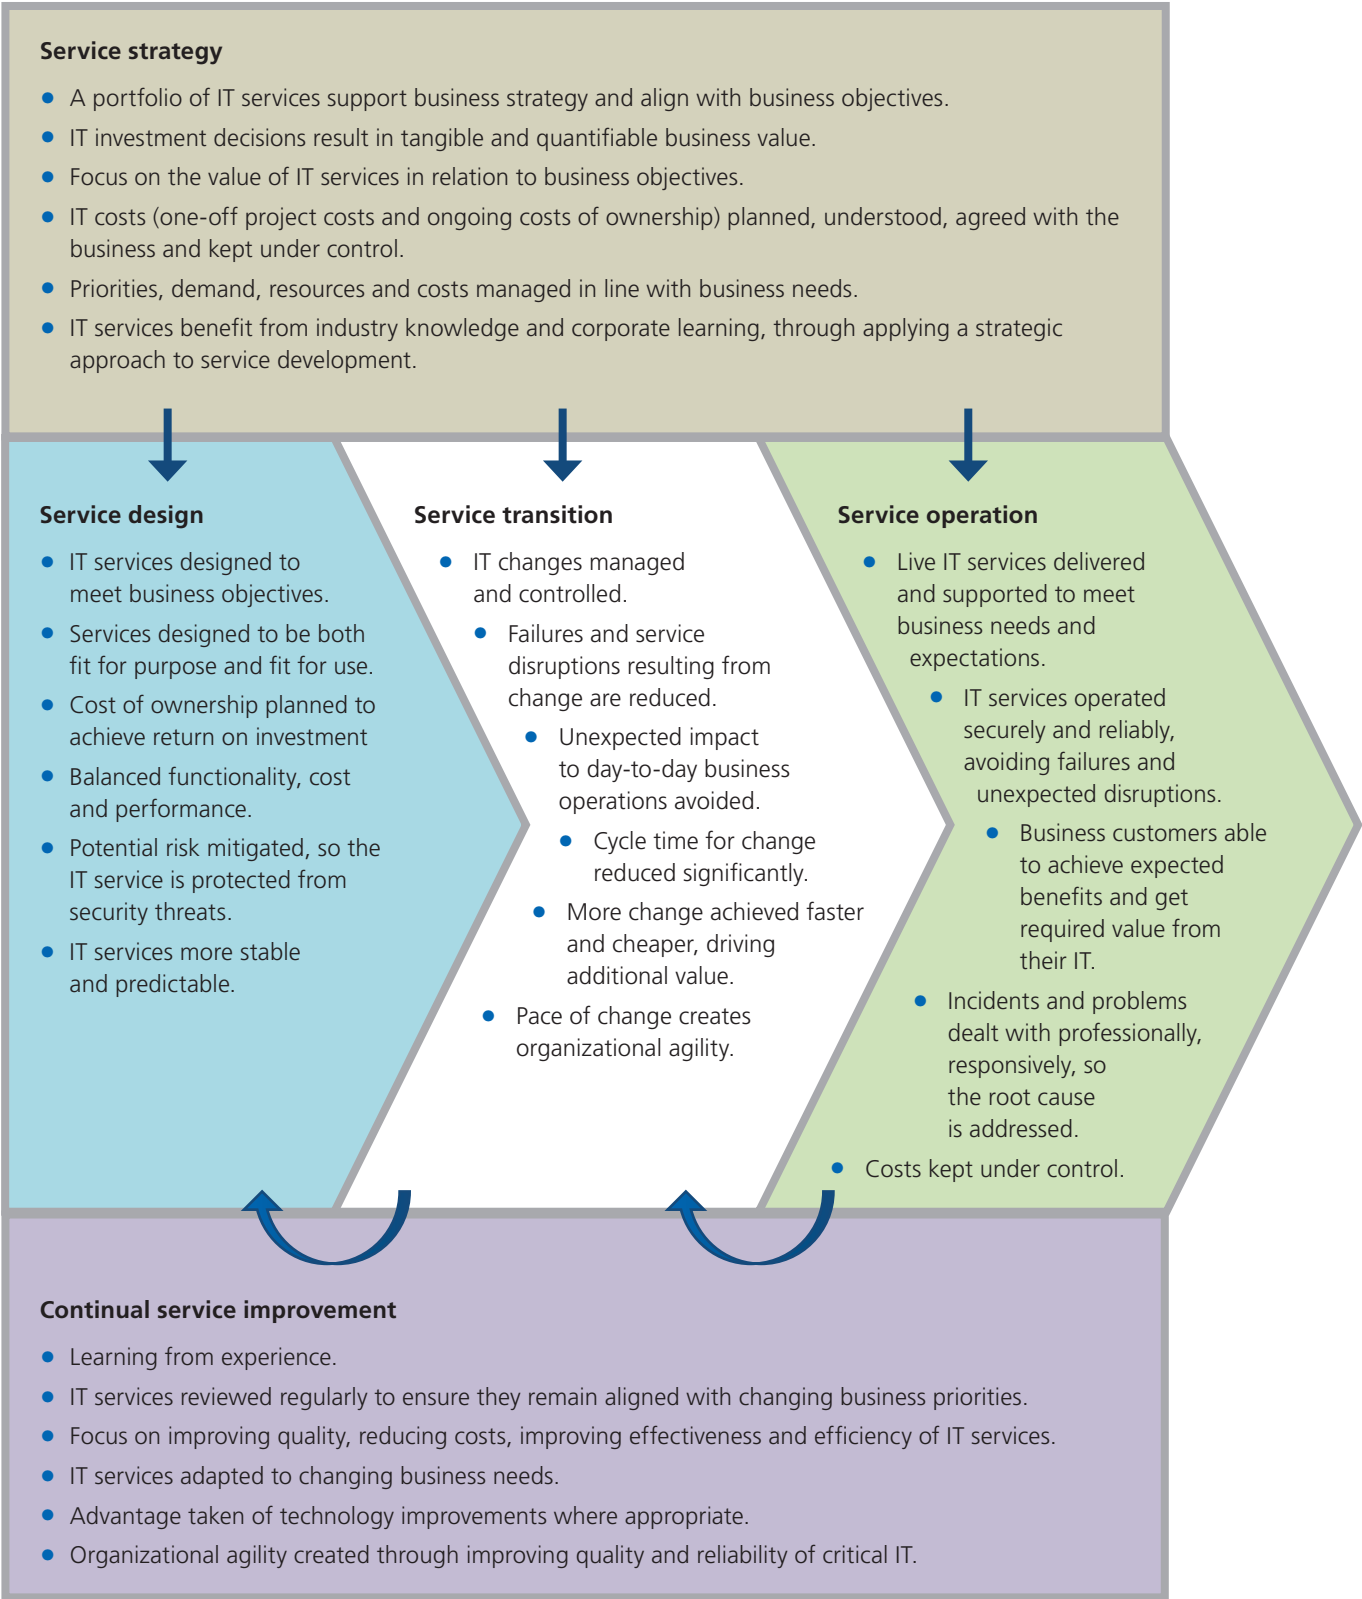 Service strategy
A portfolio of IT services support business strategy and align with business objectives.
IT investment decisions result in tangible and quantifiable business value.
Focus on the value of IT services in relation to business objectives.
IT costs (one-off project costs and ongoing costs of ownership) planned, understood, agreed with the
business and kept under control.
Priorities, demand, resources and costs managed in line with business needs.
IT services benefit from industry knowledge and corporate learning, through applying a strategic
approach to service development.
Service design
IT services designed to
meet business objectives.
Services designed to be both
fit for purpose and fit for use.
Cost of ownership planned to
achieve return on investment
Balanced functionality, cost
and performance.
Potential risk mitigated, so the
IT service is protected from
security threats.
IT services more stable
and predictable.
Service transition
IT changes managed
and controlled.
Failures and service
disruptions resulting from
change are reduced.
Unexpected impact
to day-to-day business
operations avoided.
Cycle time for change
reduced significantly.
More change achieved faster
and cheaper, driving
additional value.
Pace of change creates
organizational agility.
Service operation
Live IT services delivered
and supported to meet
business needs and
expectations.
IT services operated
securely and reliably,
avoiding failures and
unexpected disruptions.
Business customers able
to achieve expected
benefits and get
required value from
their IT.
Incidents and problems
dealt with professionally,
responsively, so
the root cause
is addressed.
Costs kept under control.
Continual service improvement
Learning from experience.
IT services reviewed regularly to ensure they remain aligned with changing business priorities.
Focus on improving quality, reducing costs, improving effectiveness and efficiency of IT services.
IT services adapted to changing business needs.
Advantage taken of technology improvements where appropriate.
Organizational agility created through improving quality and reliability of critical IT.